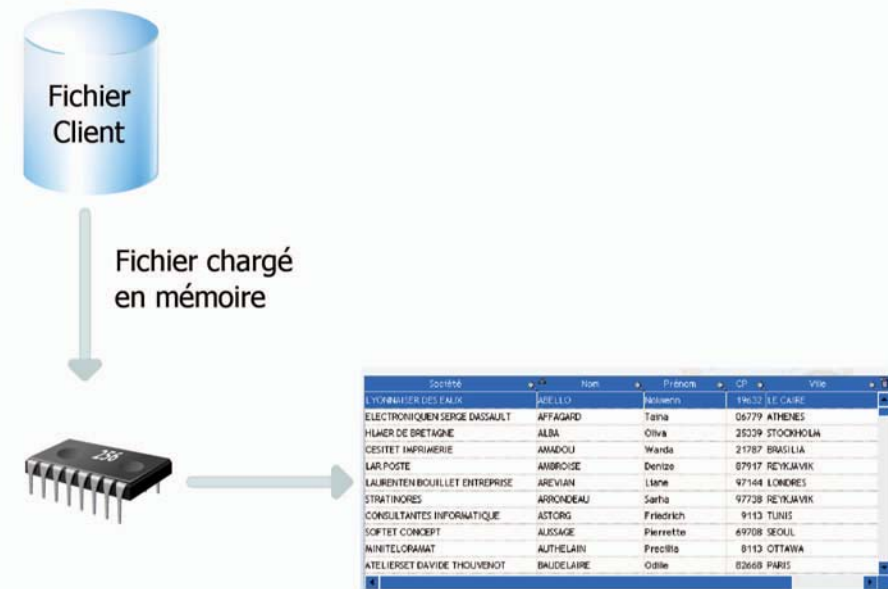 Fichier
Client
Fichier chargé
en mémoire
256
Société Nom Prénom CP Ville
LYONNAISER DES EAUX ABELLO Nolwenn 19632 LE CAIRE
ELECTRONIQUEN SERGE DASSAULT AFFAGARD Taina 06779 ATHENES
HLMER DE BRETAGNE ALBA Oliva 25339 STOCKHOLM
CESITET IMPRIMERIE AMADOU Warda 21787 BRASILIA
LAR.POSTE AMBROISE Denize 87917 REYKJAVIK
LAURENTEN BOUILLET ENTREPRISE AREVIAN Liane 97144 LONDRES
STRATINORES ARRONDEAU Sarha 97738 REYKJAVIK
CONSULTANTES INFORMATIQUE ASTORG Friedrich 9113 TUNIS
SOFTET CONCEPT AUSSAGE Pierrette 69708 SEOUL
MINITELORAMAT AUTHELAIN Precilia 8113 OTTAWA
ATELIERSET DAVIDE THOUVENOT BAUDELAIRE Odile 82668 PARIS